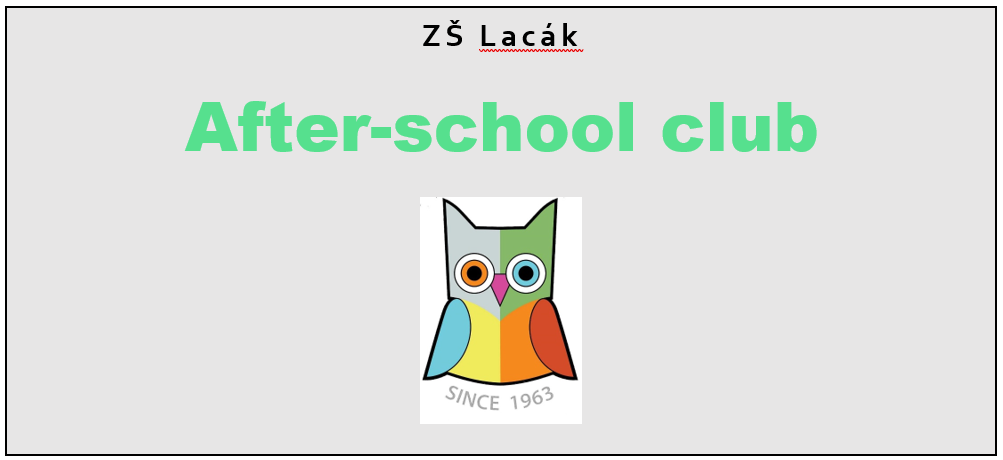 ZŠ Lacák
After-school club
SINCE 1963